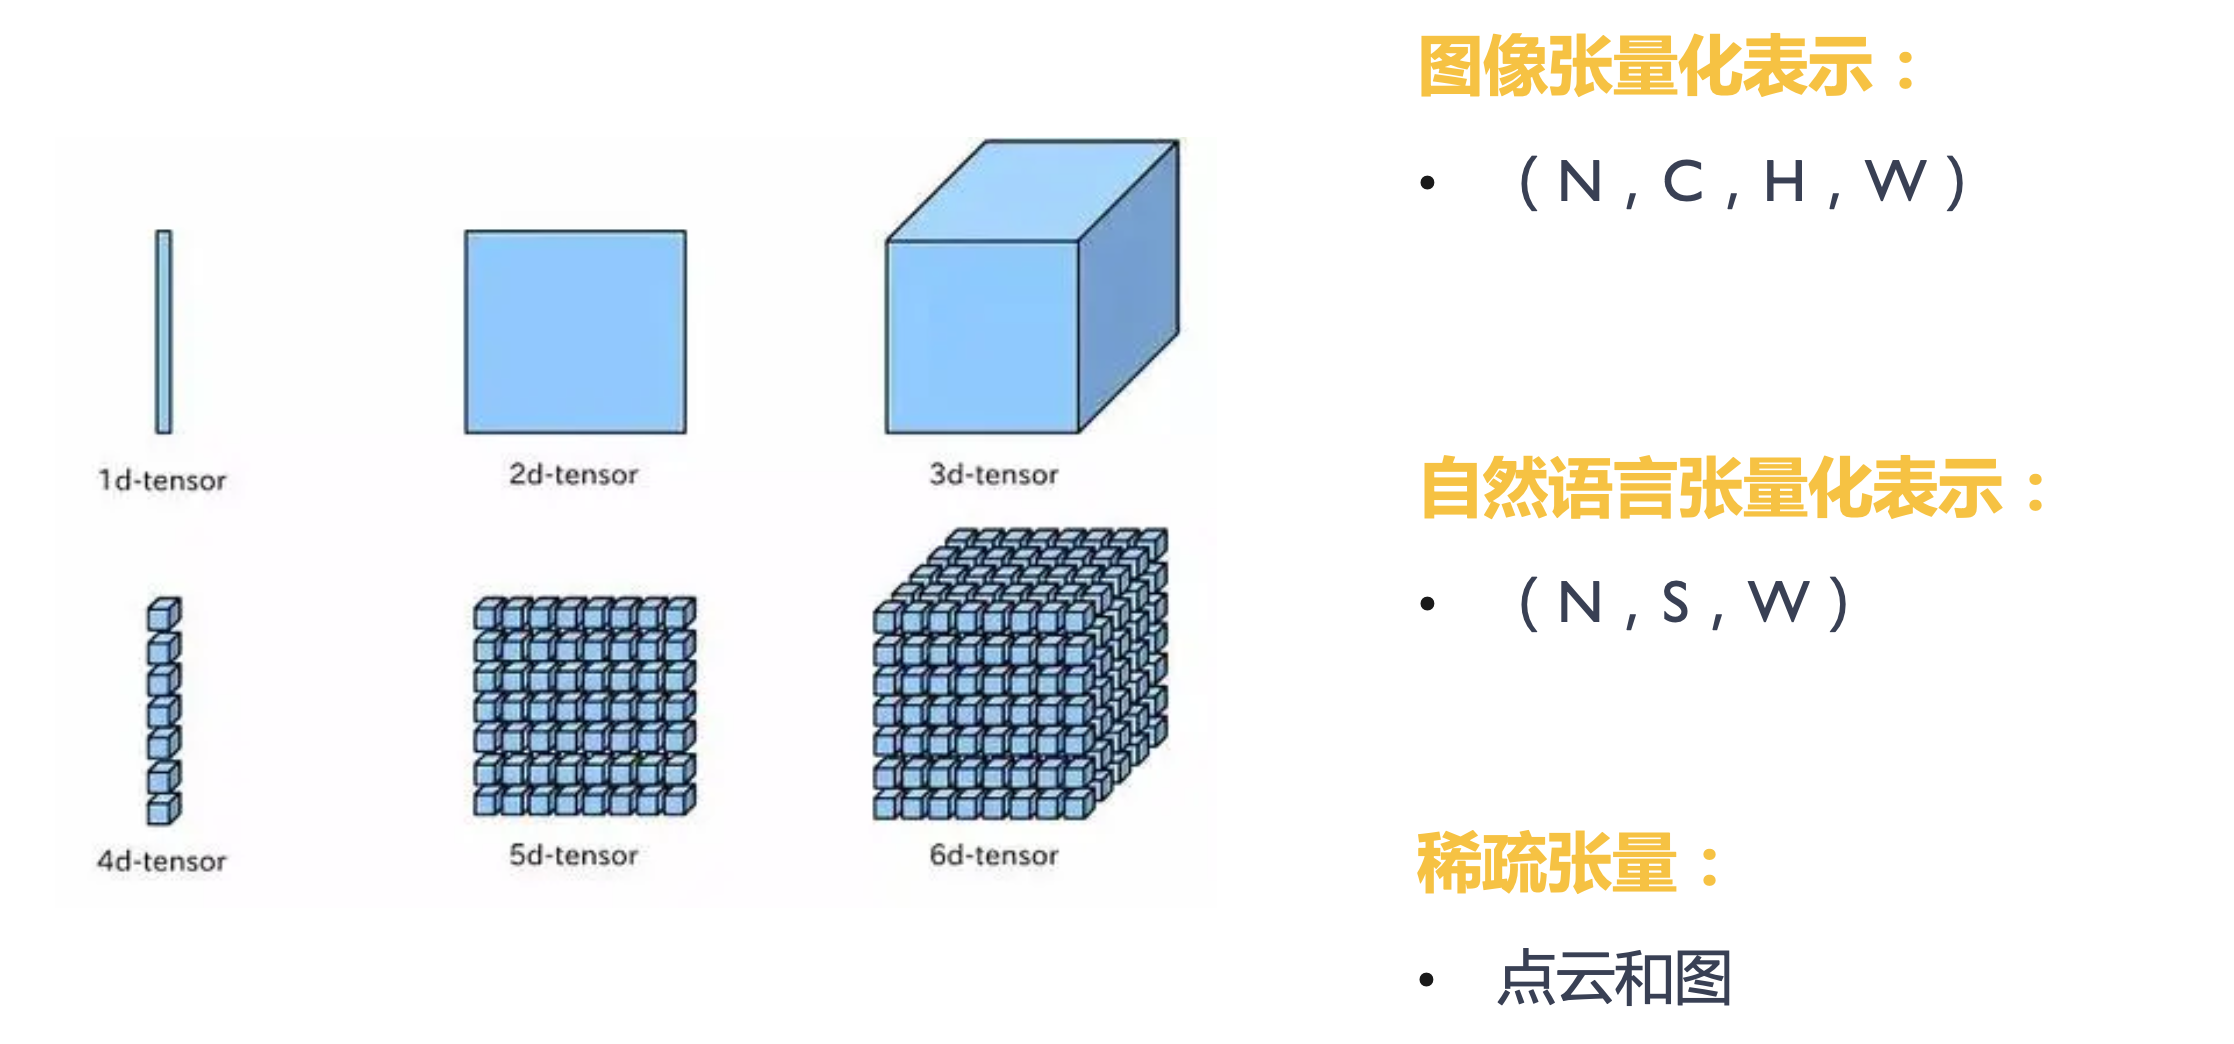 1d-tensor
2d-tensor
3d-tensor
4d-tensor
5d-tensor
6d-tensor
图像张量化表示：
• （N，C，H，W）
自然语言张量化表示：
• （N，S，W）
稀疏张量：
• 点云和图